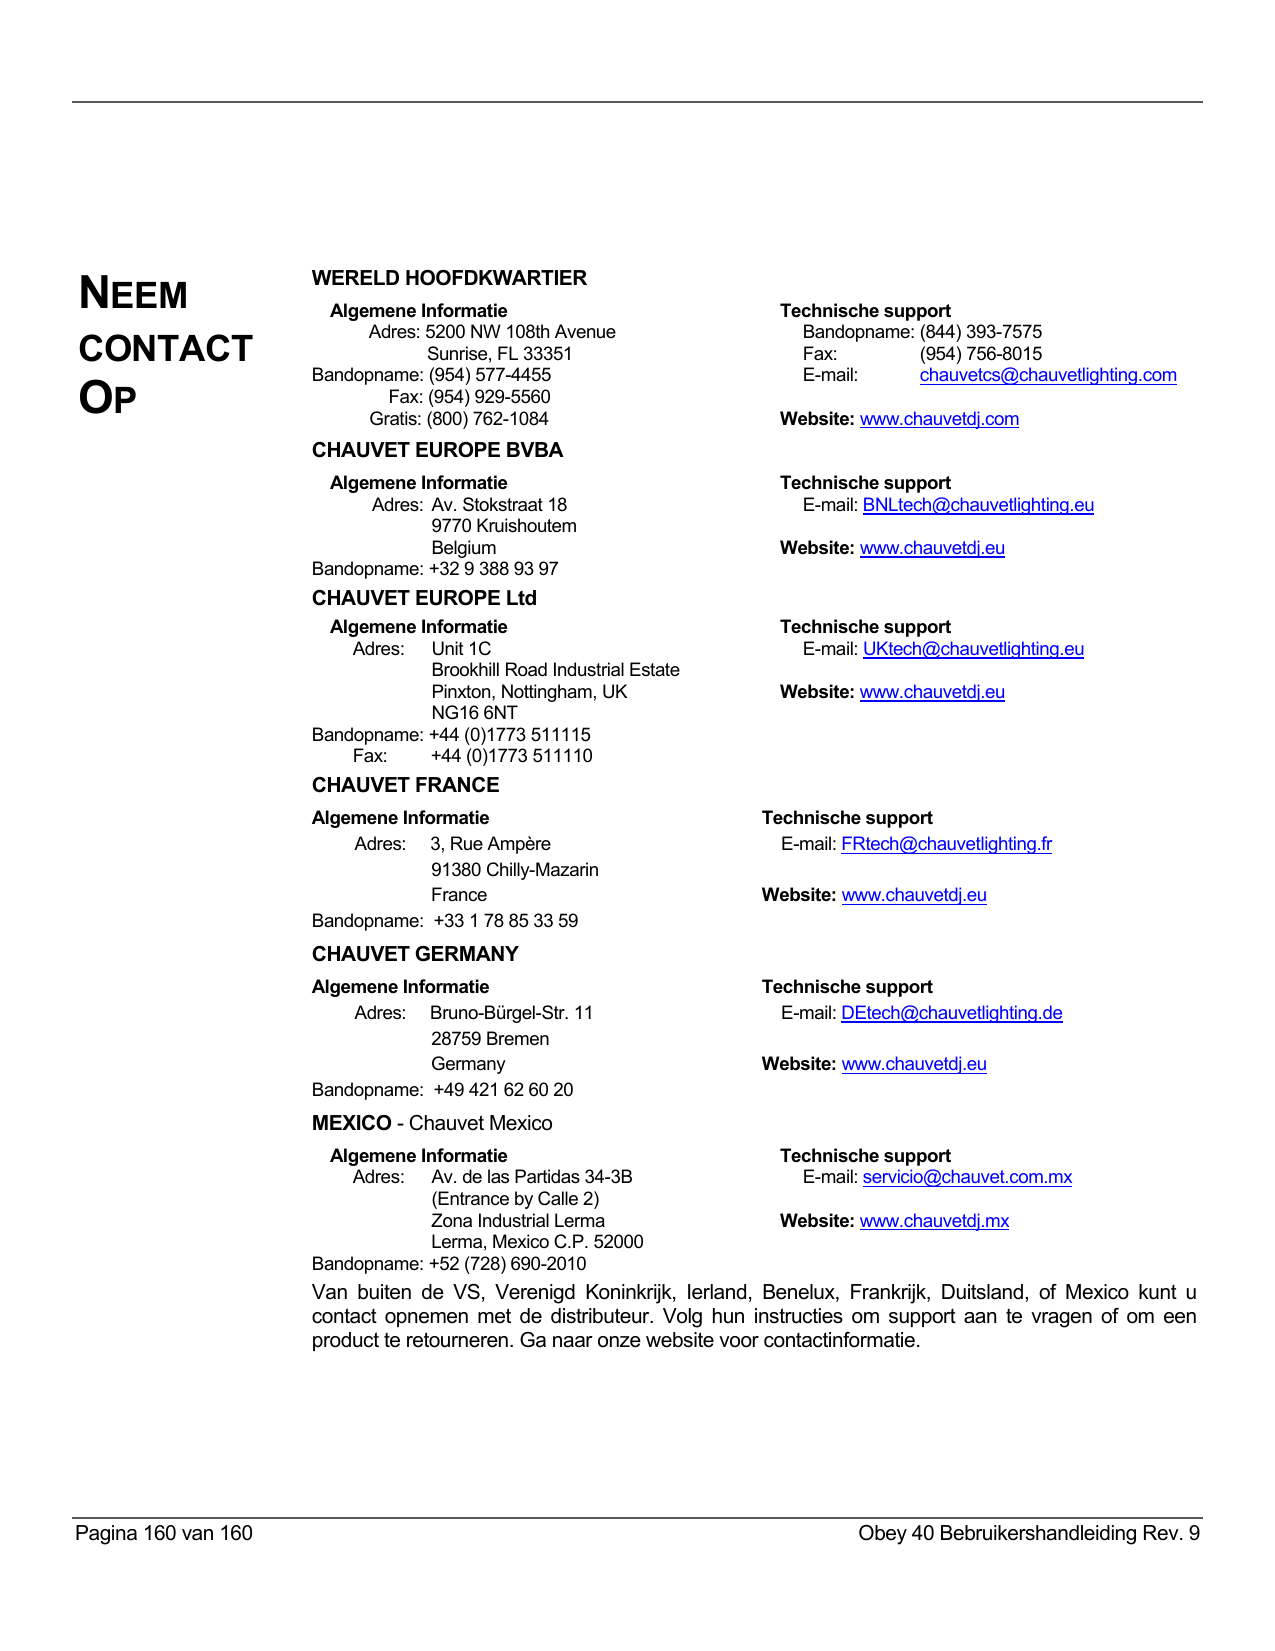 NEEM
CONTACT
OP
WERELD HOOFDKWARTIER
Algemene Informatie
Adres: 5200 NW 108th Avenue
Sunrise, FL 33351
Bandopname: (954) 577-4455
Fax: (954) 929-5560
Gratis: (800) 762-1084
Technische support
Bandopname: (844) 393-7575
Fax: (954) 756-8015
E-mail: chauvetcs@chauvetlighting.com
Website: www.chauvetdj.com
CHAUVET EUROPE BVBA
Algemene Informatie
Adres: Av. Stokstraat 18
9770 Kruishoutem
Belgium
Bandopname: +32 9 388 93 97
Technische support
E-mail: BNLtech@chauvetlighting.eu
Website: www.chauvetdj.eu
CHAUVET EUROPE Ltd
Algemene Informatie
Adres: Unit 1C
Brookhill Road Industrial Estate
Pinxton, Nottingham, UK
NG16 6NT
Bandopname: +44 (0)1773 511115
Fax: +44 (0)1773 511110
Technische support
E-mail: UKtech@chauvetlighting.eu
Website: www.chauvetdj.eu
CHAUVET FRANCE
Algemene Informatie
Adres: 3, Rue Ampère
91380 Chilly-Mazarin
France
Bandopname: +33 1 78 85 33 59
Technische support
E-mail: FRtech@chauvetlighting.fr
Website: www.chauvetdj.eu
CHAUVET GERMANY
Algemene Informatie
Adres: Bruno-Bürgel-Str. 11
28759 Bremen
Germany
Bandopname: +49 421 62 60 20
Technische support
E-mail: DEtech@chauvetlighting.de
Website: www.chauvetdj.eu
MEXICO - Chauvet Mexico
Algemene Informatie
Adres: Av. de las Partidas 34-3B
(Entrance by Calle 2)
Zona Industrial Lerma
Lerma, Mexico C.P. 52000
Bandopname: +52 (728) 690-2010
Technische support
E-mail: servicio@chauvet.com.mx
Website: www.chauvetdj.mx
Van buiten de VS, Verenigd Koninkrijk, Ierland, Benelux, Frankrijk, Duitsland, of Mexico kunt u
contact opnemen met de distributeur. Volg hun instructies om support aan te vragen of om een
product te retourneren. Ga naar onze website voor contactinformatie.
Pagina 160 van 160
Obey 40 Bebruikershandleiding Rev. 9